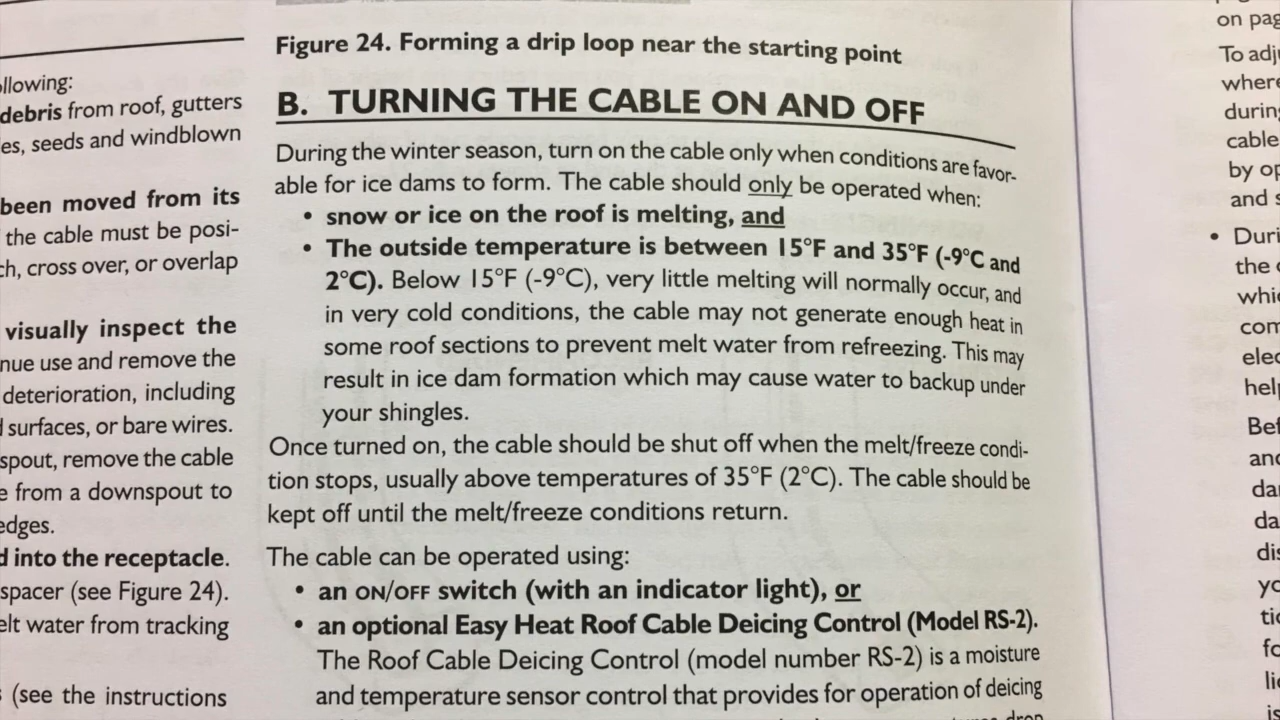 llowing:
debris from roof, gutters
es, seeds and windblown
been moved from its
the cable must be posi-
ch, cross over, or overlap
visually inspect the
nue use and remove the
deterioration, including
surfaces, or bare wires.
spout, remove the cable
e from a downspout to
edges.
d into the receptacle.
spacer (see Figure 24).
elt water from tracking
(see the instructions
Figure 24. Forming a drip loop near the starting point
B. TURNING THE CABLE ON AND OFF
During the winter season, turn on the cable only when conditions are favor-
able for ice dams to form. The cable should only be operated when:
• snow or ice on the roof is melting, and
• The outside temperature is between 15°F and 35°F (-9°C and
2°C). Below 15°F (-9°C), very little melting will normally occur, and
in very cold conditions, the cable may not generate enough heat in
some roof sections to prevent melt water from refreezing. This may
result in ice dam formation which may cause water to backup under
your shingles.
Once turned on, the cable should be shut off when the melt/freeze condi-
tion stops, usually above temperatures of 35°F (2°C). The cable should be
kept off until the melt/freeze conditions return.
The cable can be operated using:
• an ON/OFF switch (with an indicator light), or
• an optional Easy Heat Roof Cable Deicing Control (Model RS-2).
The Roof Cable Deicing Control (model number RS-2) is a moisture
and temperature sensor control that provides for operation of deicing
on pag
To adj
where
during
cable
by op
and s
• Duri
the
whic
com
elec
help
Bef
and
da
da
dis
yo
tic
fo
li
is